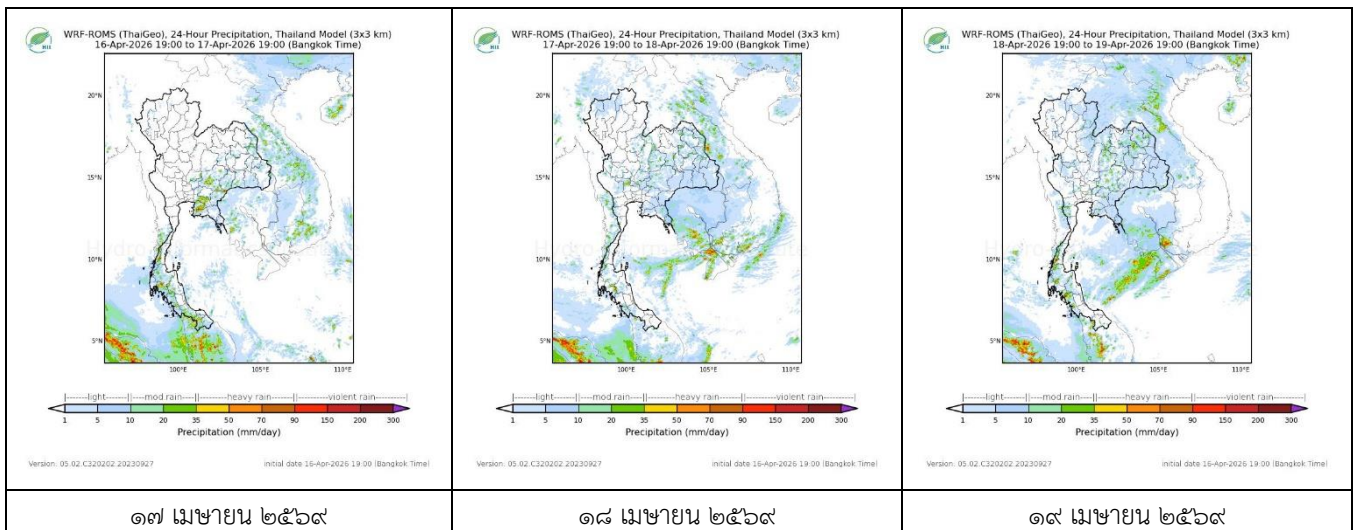 WRF-ROMS (ThaiGeo), 24-Hour Precipitation, Thailand Model (3x3 km)
16-Apr-2026 19:00 to 17-Apr-2026 19:00 (Bangkok Time)
20°N
15°N
10°N
5°N
100°E 105°E 110°E
light mod rain heavy rain violent rain
1 5 10 20 35 50 70 90 150 200 300
Precipitation (mm/day)
Version: 05.02.C320202.20230927 initial date 16-Apr-2026 19:00 (Bangkok Time)
๑๗ เมษายน ๒๕๖๙
WRF-ROMS (ThaiGeo), 24-Hour Precipitation, Thailand Model (3x3 km)
17-Apr-2026 19:00 to 18-Apr-2026 19:00 (Bangkok Time)
20°N
15°N
10°N
5°N
100°E 105°E 110°E
light mod rain heavy rain violent rain
1 5 10 20 35 50 70 90 150 200 300
Precipitation (mm/day)
Version: 05.02.C320202.20230927 initial date 16-Apr-2026 19:00 (Bangkok Time)
๑๘ เมษายน ๒๕๖๙
WRF-ROMS (ThaiGeo), 24-Hour Precipitation, Thailand Model (3x3 km)
18-Apr-2026 19:00 to 19-Apr-2026 19:00 (Bangkok Time)
20°N
15°N
10°N
5°N
100°E 105°E 110°E
light mod rain heavy rain violent rain
1 5 10 20 35 50 70 90 150 200 300
Precipitation (mm/day)
Version: 05.02.C320202.20230927 initial date 16-Apr-2026 19:00 (Bangkok Time)
๑๙ เมษายน ๒๕๖๙